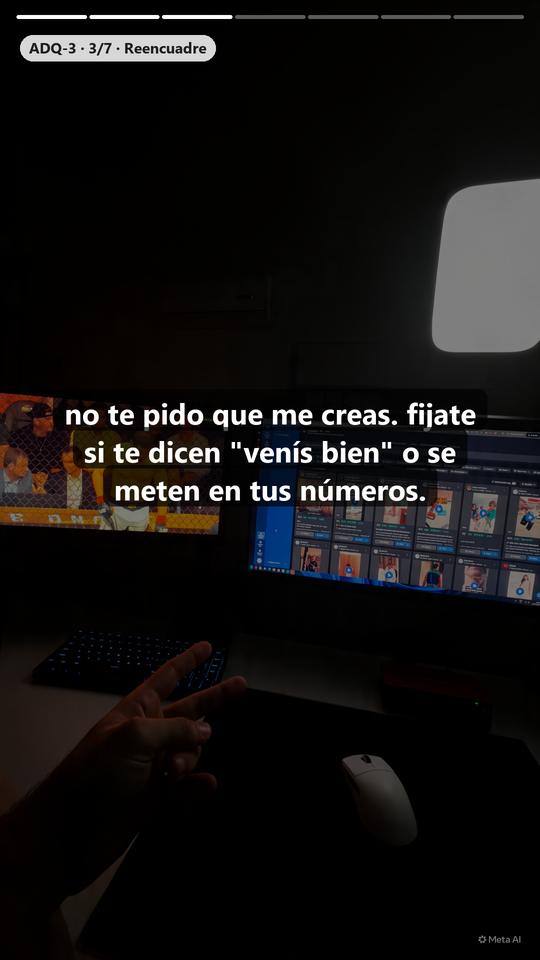 ADQ-3 · 3/7 · Reencuadre
no te pido que me creas. fijate
si te dicen "venís bien" o se
meten en tus números.
Meta AI